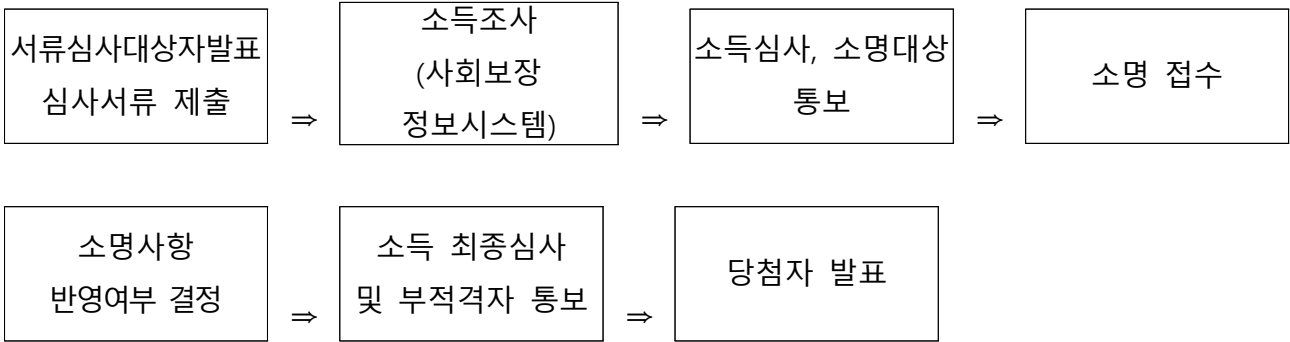 서류심사대상자발표
심사서류 제출
⇒
소득조사
(사회보장
정보시스템)
⇒
소득심사, 소명대상
통보
⇒
소명 접수
소명사항
반영여부 결정
⇒
소득 최종심사
및 부적격자 통보
⇒
당첨자 발표